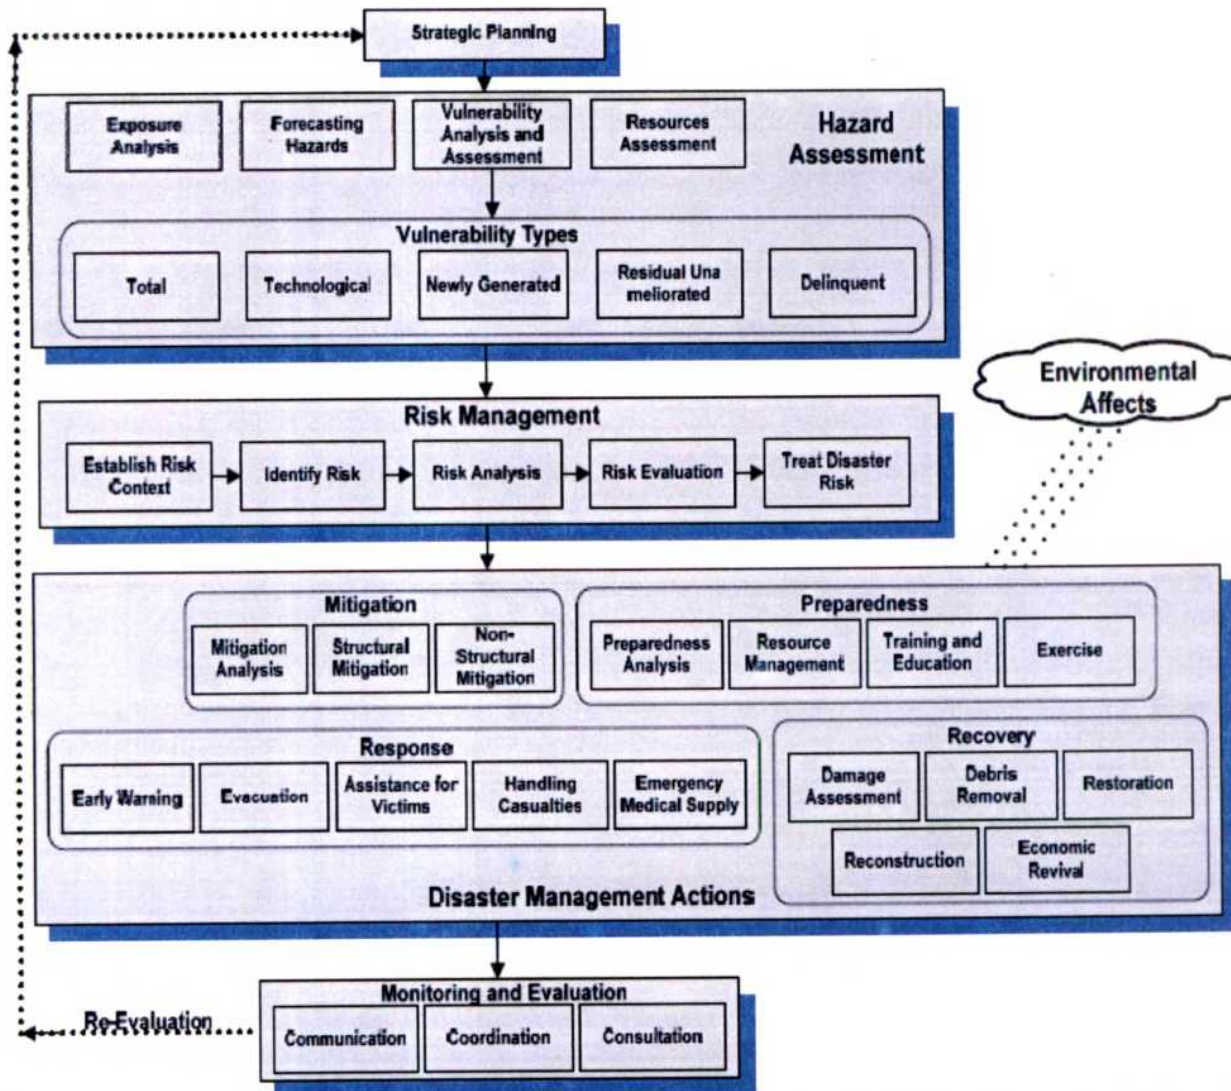 Strategic Planning
Exposure
Analysis
Forecasting
Hazards
Vulnerability
Analysis and
Assessment
Resources
Assessment
Hazard
Assessment
Vulnerability Types
Total
Technological
Newly Generated
Residual Una
meliorated
Delinquent
Environmental
Affects
Risk Management
Establish Risk
Context
Identify Risk
Risk Analysis
Risk Evaluation
Treat Disaster
Risk
Mitigation
Mitigation
Analysis
Structural
Mitigation
Non-
Structural
Mitigation
Preparedness
Preparedness
Analysis
Resource
Management
Training and
Education
Exercise
Response
Early Warning
Evacuation
Assistance for
Victims
Handling
Casualties
Emergency
Medical Supply
Recovery
Damage
Assessment
Debris
Removal
Restoration
Reconstruction
Economic
Revival
Disaster Management Actions
Monitoring and Evaluation
Communication
Coordination
Consultation
Re-Evaluation